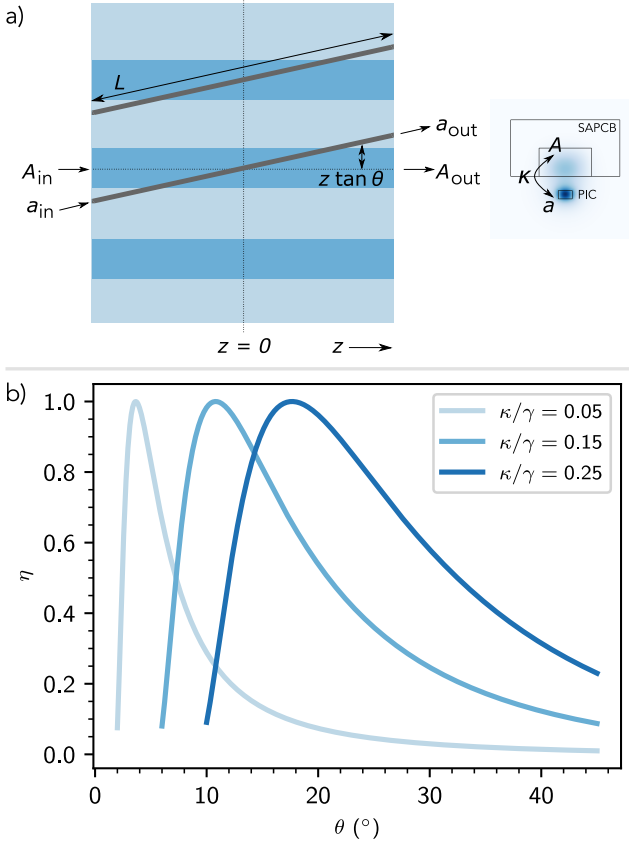 a)
L
A_in
a_in
a_out
A_out
z tan θ
z = 0
z
SAPCB
A
κ
a
PIC
b)
η
1.0
0.8
0.6
0.4
0.2
0.0
κ/γ = 0.05
κ/γ = 0.15
κ/γ = 0.25
0 10 20 30 40
θ (°)